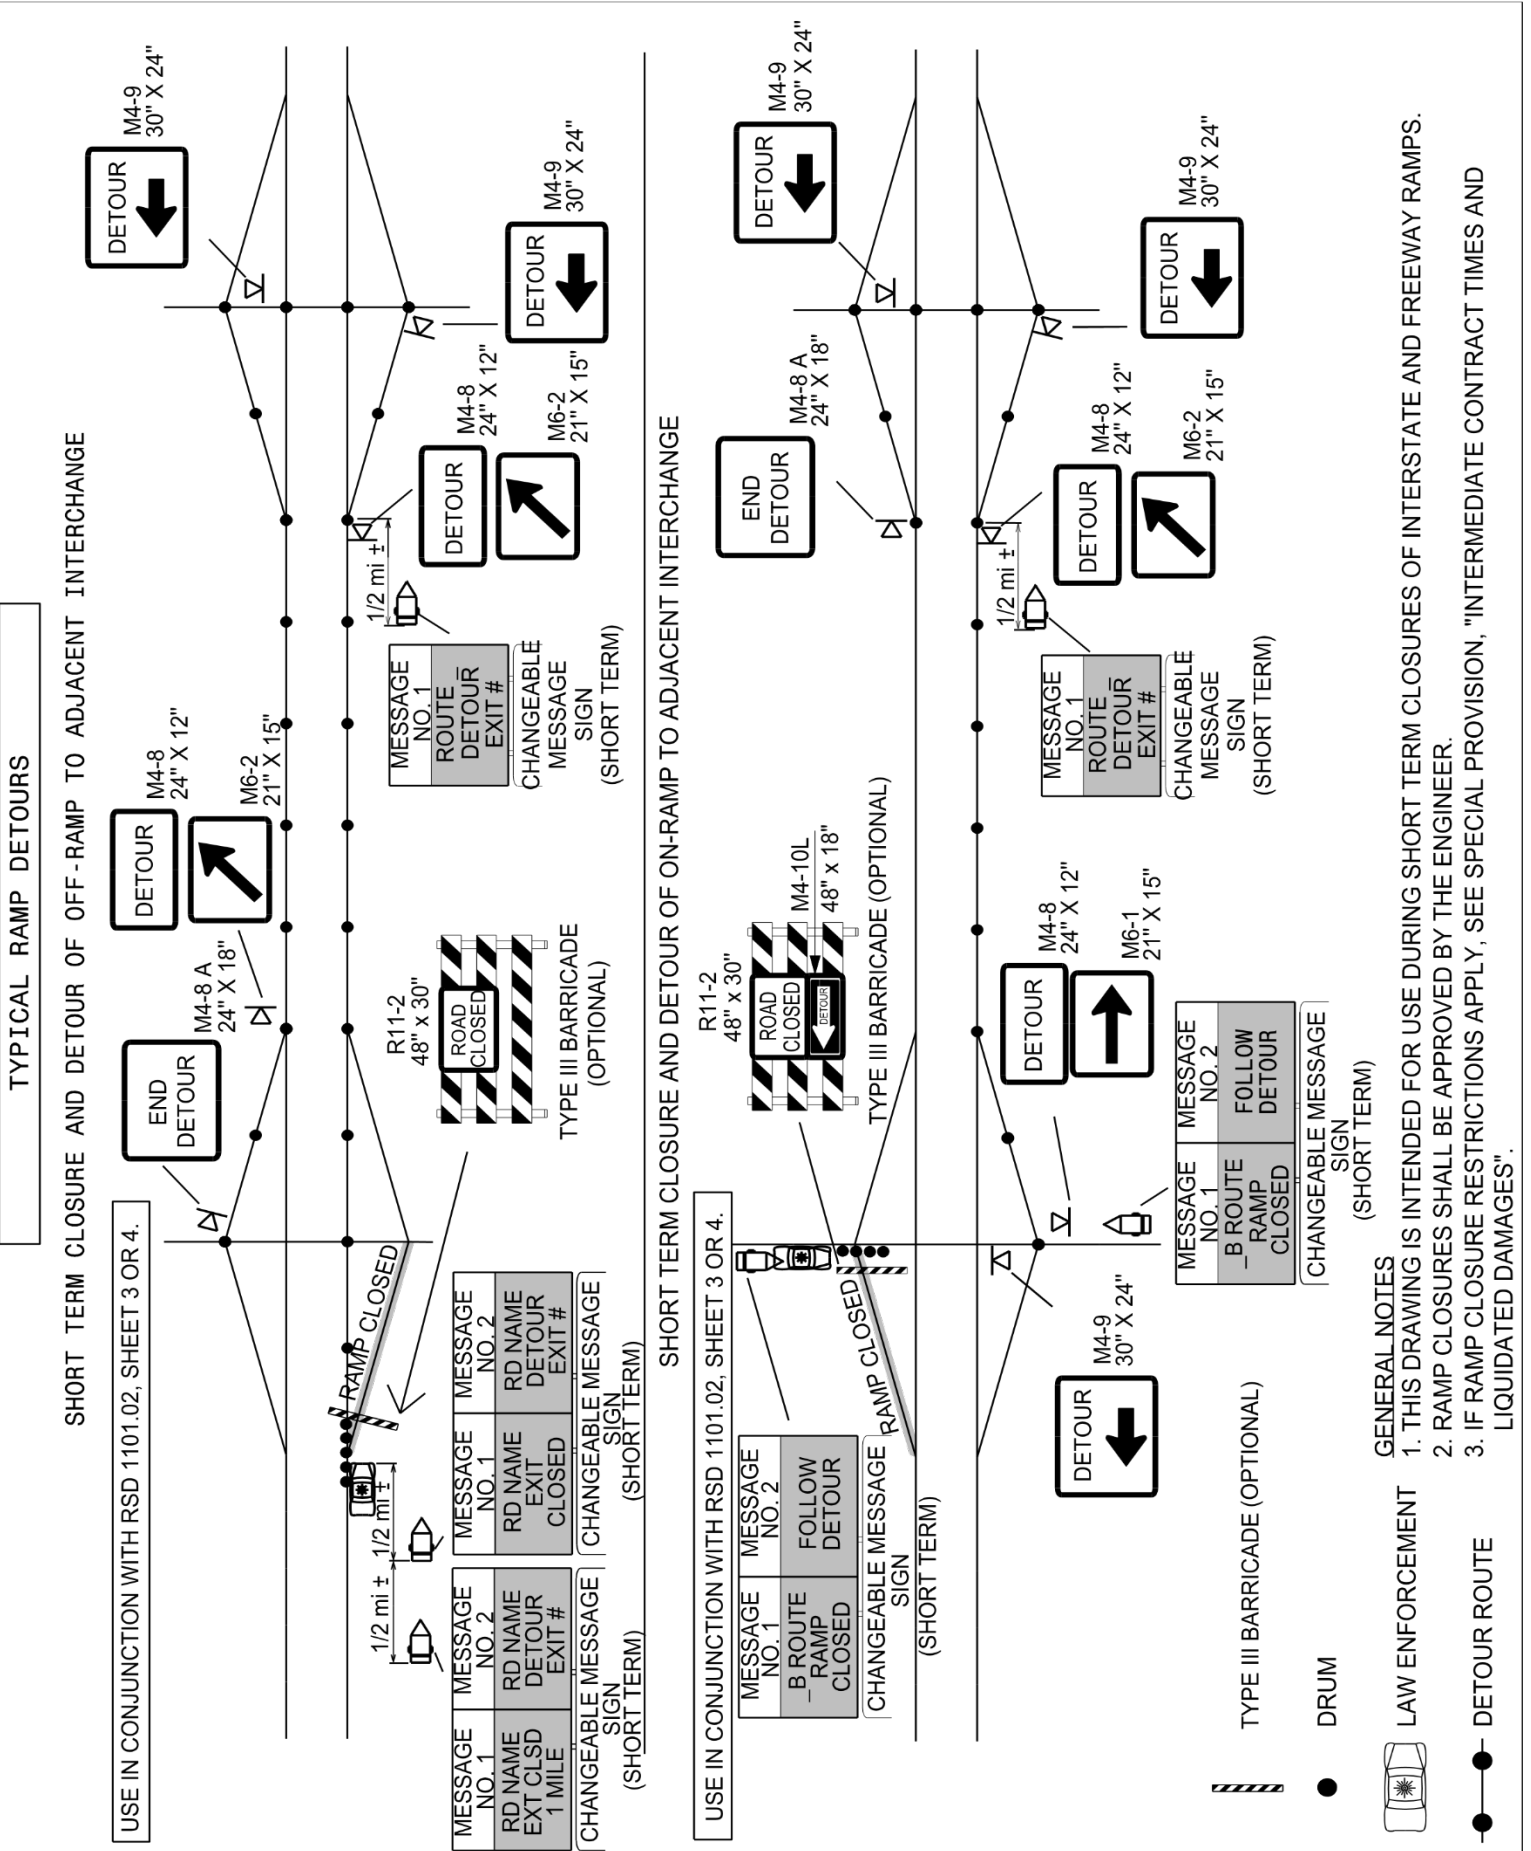 TYPICAL RAMP DETOURS
SHORT TERM CLOSURE AND DETOUR OF OFF-RAMP TO ADJACENT INTERCHANGE
USE IN CONJUNCTION WITH RSD 1101.02, SHEET 3 OR 4.
END
DETOUR
M4-8 A
24" X 18"
DETOUR
M4-8
24" X 12"
M6-2
21" X 15"
DETOUR
M4-9
30" X 24"
RAMP CLOSED
1/2 mi ±
1/2 mi ±
MESSAGE
NO. 1
RD NAME
EXT CLSD
1 MILE
MESSAGE
NO. 2
RD NAME
DETOUR
EXIT #
CHANGEABLE MESSAGE
SIGN
(SHORT TERM)
MESSAGE
NO. 1
RD NAME
EXIT
CLOSED
MESSAGE
NO. 2
RD NAME
DETOUR
EXIT #
CHANGEABLE MESSAGE
SIGN
(SHORT TERM)
R11-2
48" x 30"
ROAD
CLOSED
TYPE III BARRICADE
(OPTIONAL)
1/2 mi ±
MESSAGE
NO. 1
ROUTE _
DETOUR
EXIT #
CHANGEABLE
MESSAGE
SIGN
(SHORT TERM)
DETOUR
M4-8
24" X 12"
M6-2
21" X 15"
DETOUR
M4-9
30" X 24"
SHORT TERM CLOSURE AND DETOUR OF ON-RAMP TO ADJACENT INTERCHANGE
USE IN CONJUNCTION WITH RSD 1101.02, SHEET 3 OR 4.
MESSAGE
NO. 1
_B ROUTE
RAMP
CLOSED
MESSAGE
NO. 2
FOLLOW
DETOUR
CHANGEABLE MESSAGE
SIGN
(SHORT TERM)
RAMP CLOSED
R11-2
48" x 30"
ROAD
CLOSED
DETOUR
M4-10L
48" x 18"
TYPE III BARRICADE (OPTIONAL)
END
DETOUR
M4-8 A
24" X 18"
DETOUR
M4-9
30" X 24"
DETOUR
M4-9
30" X 24"
DETOUR
M4-8
24" X 12"
M6-1
21" X 15"
MESSAGE
NO. 1
_B ROUTE
RAMP
CLOSED
MESSAGE
NO. 2
FOLLOW
DETOUR
CHANGEABLE MESSAGE
SIGN
(SHORT TERM)
1/2 mi ±
MESSAGE
NO. 1
ROUTE _
DETOUR
EXIT #
CHANGEABLE
MESSAGE
SIGN
(SHORT TERM)
DETOUR
M4-8
24" X 12"
M6-2
21" X 15"
DETOUR
M4-9
30" X 24"
TYPE III BARRICADE (OPTIONAL)
DRUM
LAW ENFORCEMENT
DETOUR ROUTE
GENERAL NOTES
1. THIS DRAWING IS INTENDED FOR USE DURING SHORT TERM CLOSURES OF INTERSTATE AND FREEWAY RAMPS.
2. RAMP CLOSURES SHALL BE APPROVED BY THE ENGINEER.
3. IF RAMP CLOSURE RESTRICTIONS APPLY, SEE SPECIAL PROVISION, "INTERMEDIATE CONTRACT TIMES AND
LIQUIDATED DAMAGES".